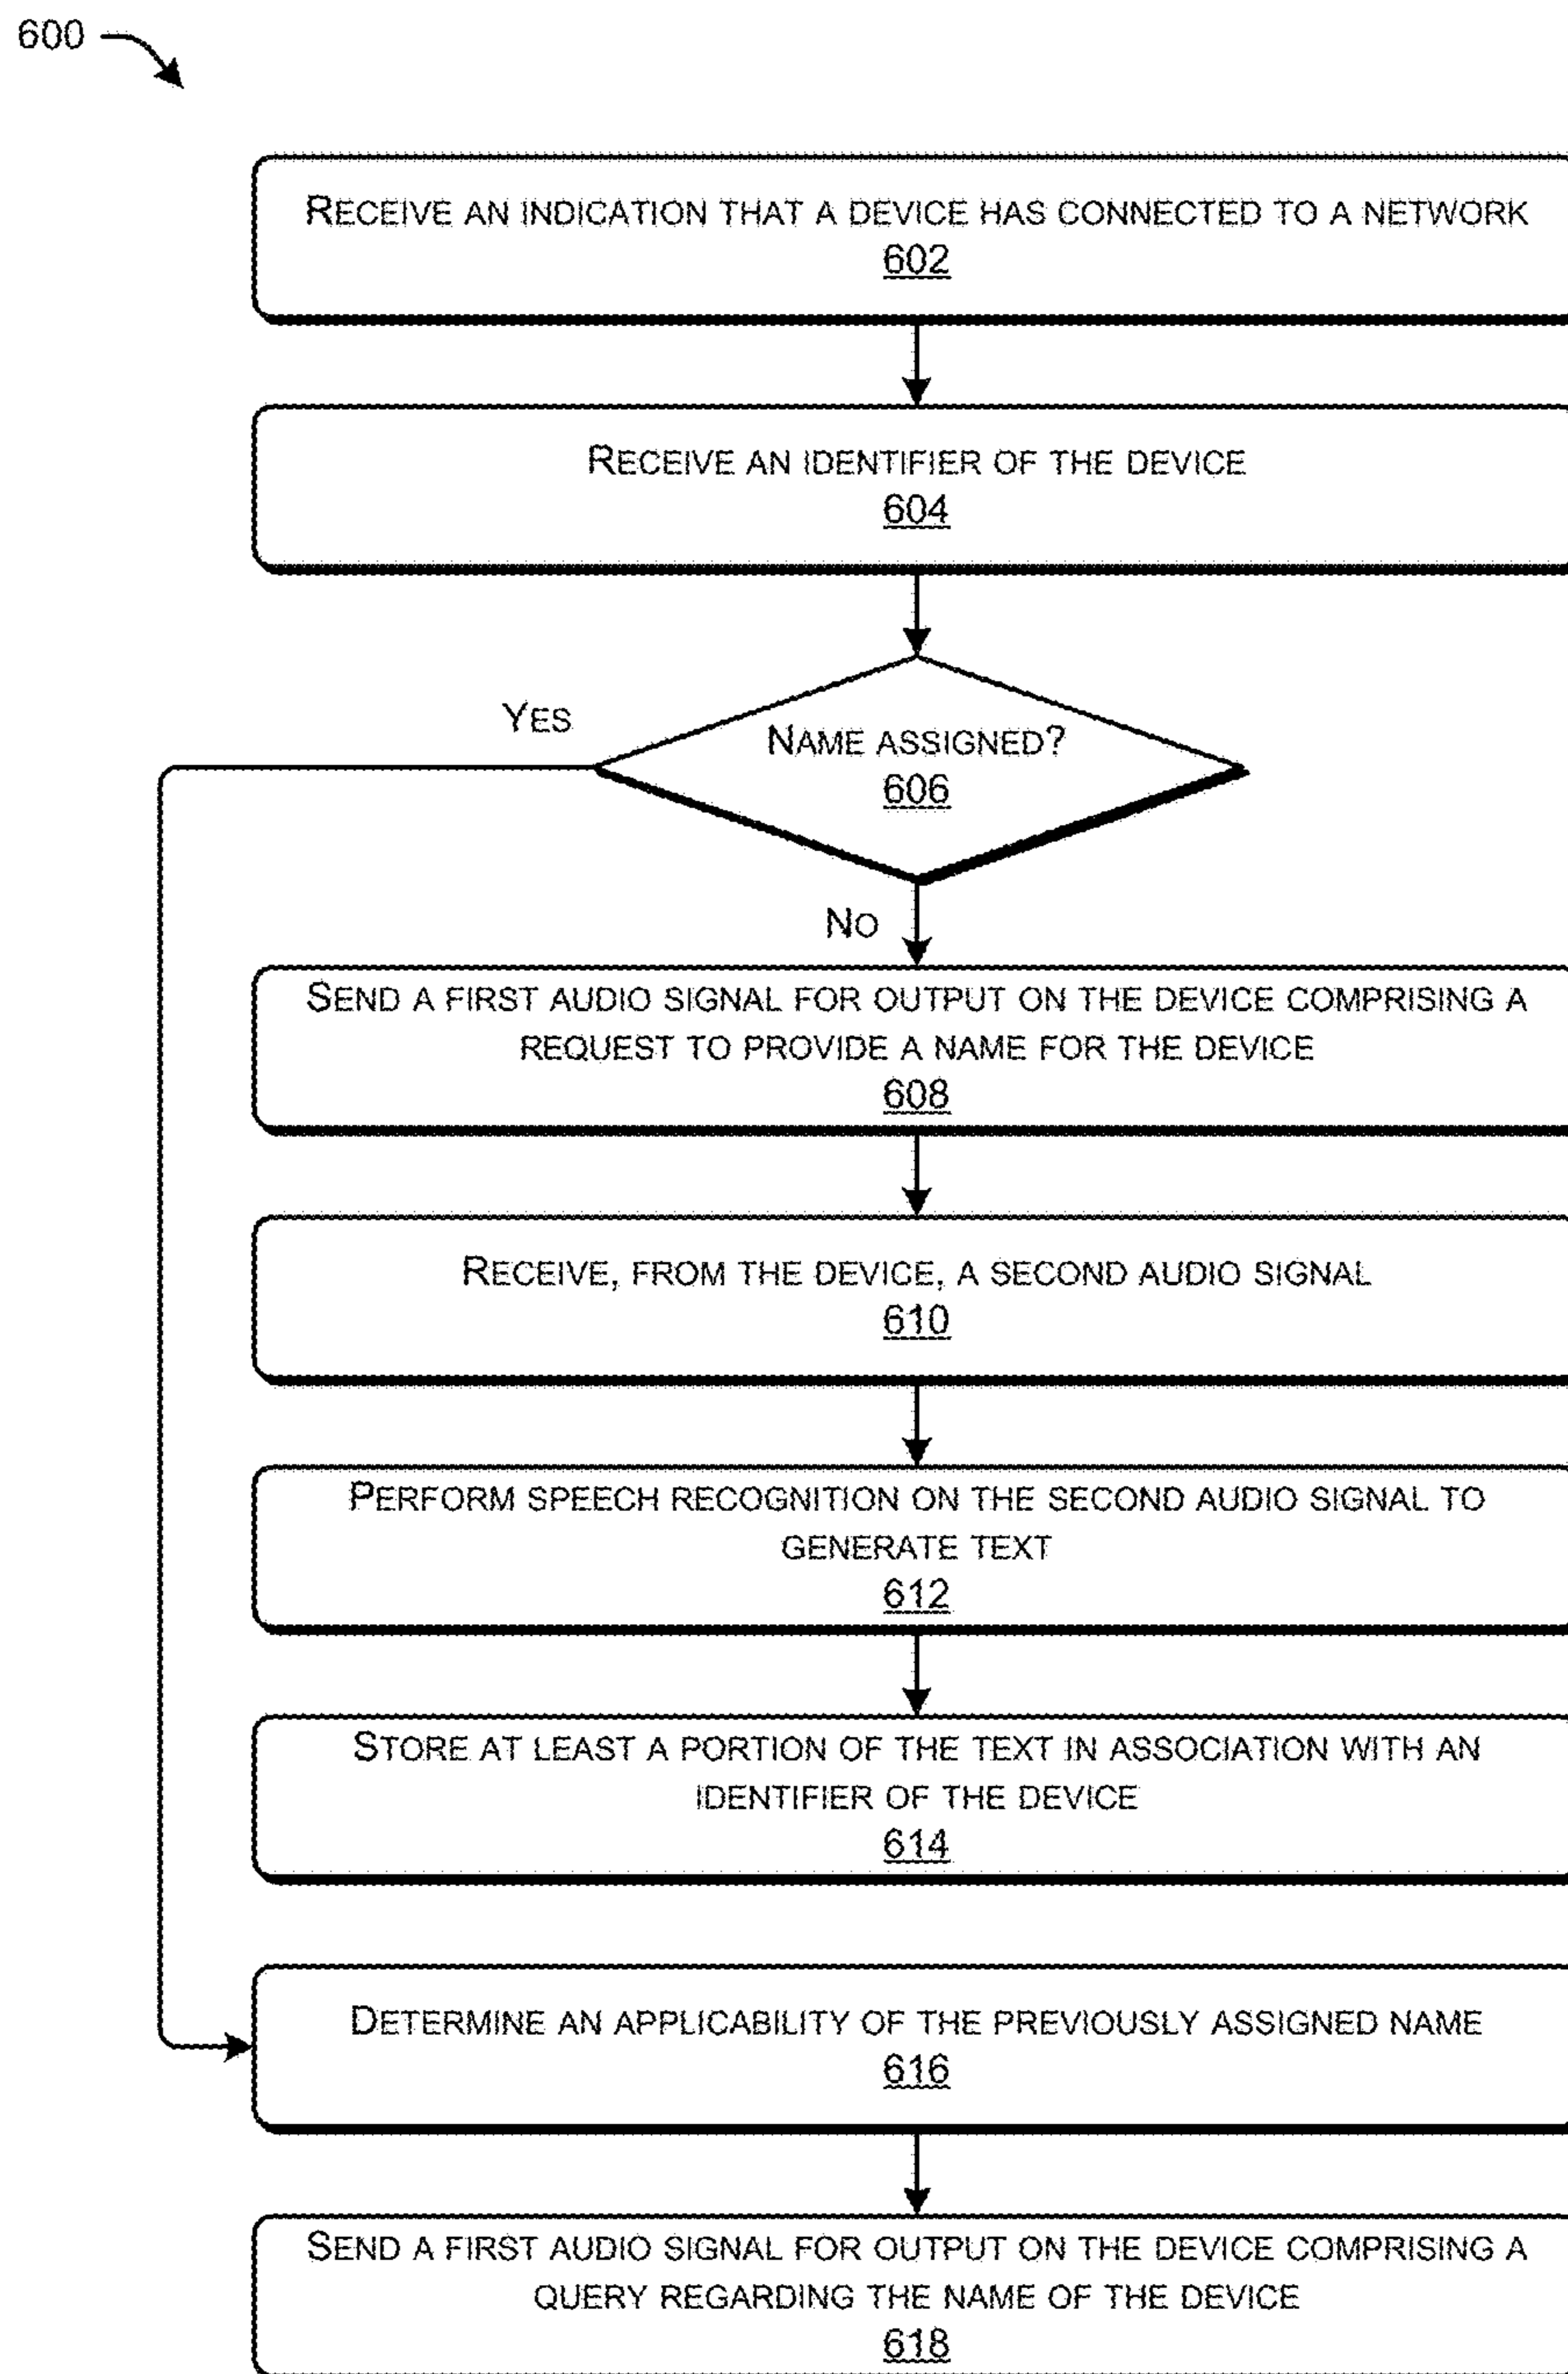 600
RECEIVE AN INDICATION THAT A DEVICE HAS CONNECTED TO A NETWORK
602
RECEIVE AN IDENTIFIER OF THE DEVICE
604
YES
NAME ASSIGNED?
606
NO
SEND A FIRST AUDIO SIGNAL FOR OUTPUT ON THE DEVICE COMPRISING A
REQUEST TO PROVIDE A NAME FOR THE DEVICE
608
RECEIVE, FROM THE DEVICE, A SECOND AUDIO SIGNAL
610
PERFORM SPEECH RECOGNITION ON THE SECOND AUDIO SIGNAL TO
GENERATE TEXT
612
STORE AT LEAST A PORTION OF THE TEXT IN ASSOCIATION WITH AN
IDENTIFIER OF THE DEVICE
614
DETERMINE AN APPLICABILITY OF THE PREVIOUSLY ASSIGNED NAME
616
SEND A FIRST AUDIO SIGNAL FOR OUTPUT ON THE DEVICE COMPRISING A
QUERY REGARDING THE NAME OF THE DEVICE
618